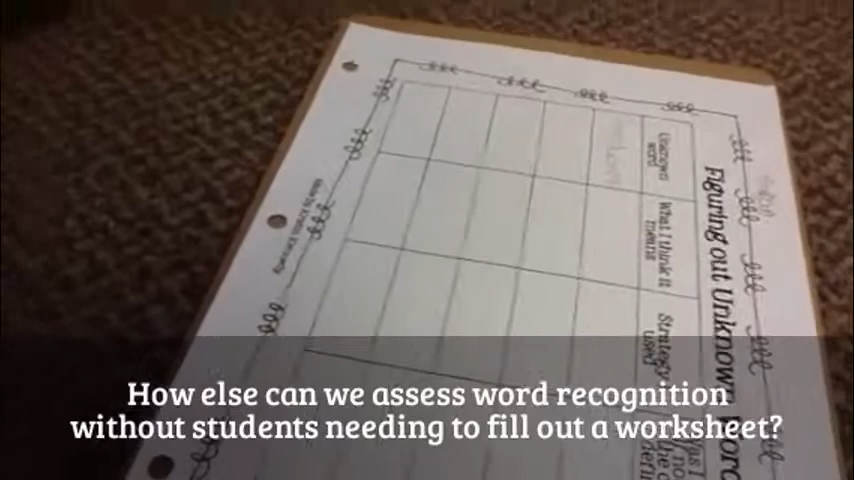 Figuring out Unknown
Unknown
word
What I think it
means
Strategy
used
How else can we assess word recognition
without students needing to fill out a worksheet?